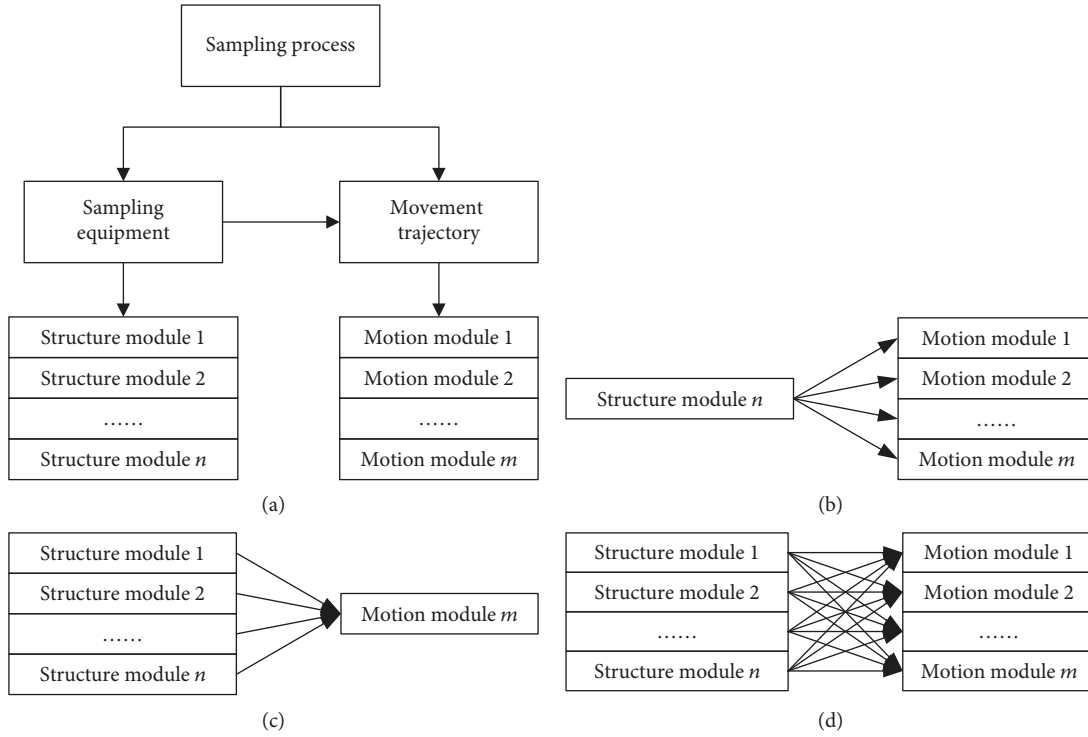 Sampling process
Sampling
equipment
Movement
trajectory
Structure module 1
Structure module 2
......
Structure module n
Motion module 1
Motion module 2
......
Motion module m
(a)
Structure module n
Motion module 1
Motion module 2
......
Motion module m
(b)
Structure module 1
Structure module 2
......
Structure module n
Motion module m
(c)
Structure module 1
Structure module 2
......
Structure module n
Motion module 1
Motion module 2
......
Motion module m
(d)